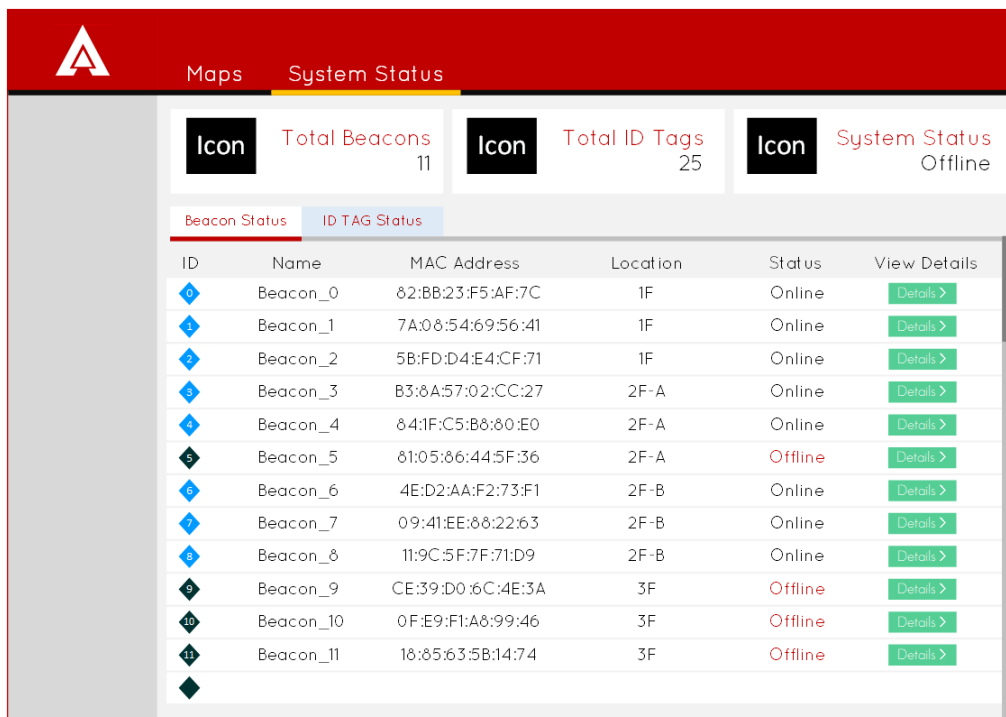 Maps System Status
Icon Total Beacons 11 Icon Total ID Tags 25 Icon System Status Offline
Beacon Status ID TAG Status
ID Name MAC Address Location Status View Details
0 Beacon_0 82:BB:23:F5:AF:7C 1F Online Details >
1 Beacon_1 7A:08:54:69:56:41 1F Online Details >
2 Beacon_2 5B:FD:D4:E4:CF:71 1F Online Details >
3 Beacon_3 B3:8A:57:02:CC:27 2F-A Online Details >
4 Beacon_4 84:1F:C5:B8:80:E0 2F-A Online Details >
5 Beacon_5 81:05:86:44:5F:36 2F-A Offline Details >
6 Beacon_6 4E:D2:AA:F2:73:F1 2F-B Online Details >
7 Beacon_7 09:41:EE:88:22:63 2F-B Online Details >
8 Beacon_8 11:9C:5F:7F:71:D9 2F-B Online Details >
9 Beacon_9 CE:39:D0:6C:4E:3A 3F Offline Details >
10 Beacon_10 0F:E9:F1:A8:99:46 3F Offline Details >
11 Beacon_11 18:85:63:5B:14:74 3F Offline Details >